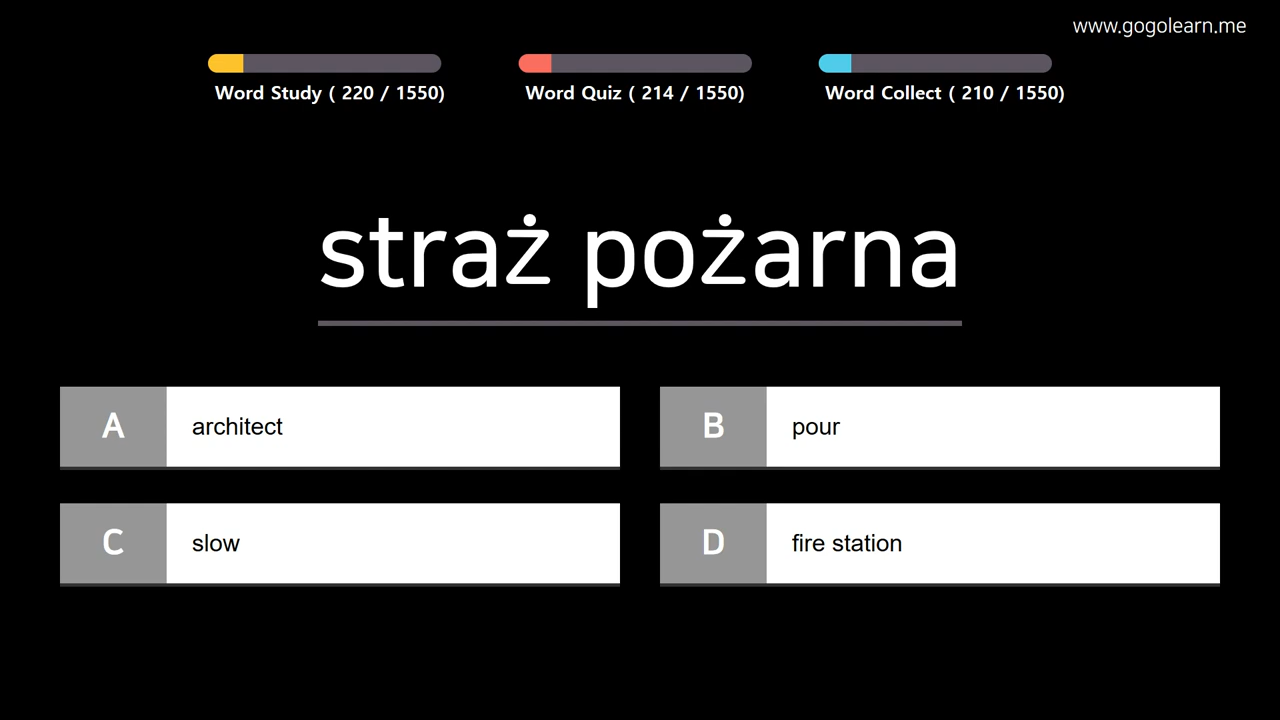 www.gogolearn.me
Word Study ( 220 / 1550)
Word Quiz ( 214 / 1550)
Word Collect ( 210 / 1550)
straż pożarna
A architect
B pour
C slow
D fire station